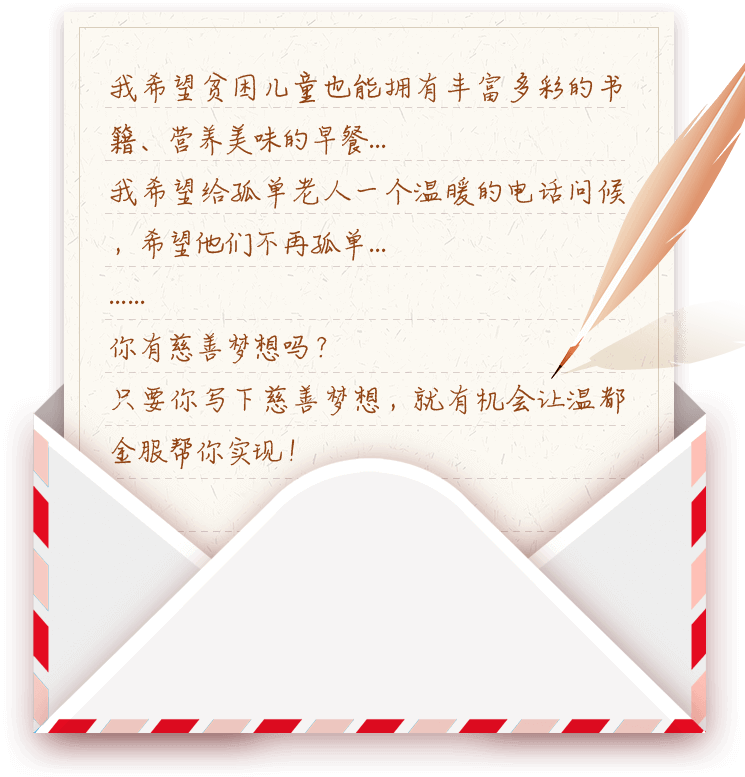 我希望贫困儿童也能拥有丰富多彩的书
籍、营养美味的早餐...
我希望给孤单老人一个温暖的电话问候
，希望他们不再孤单...
......
你有慈善梦想吗？
只要你写下慈善梦想，就有机会让温都
金服帮你实现！